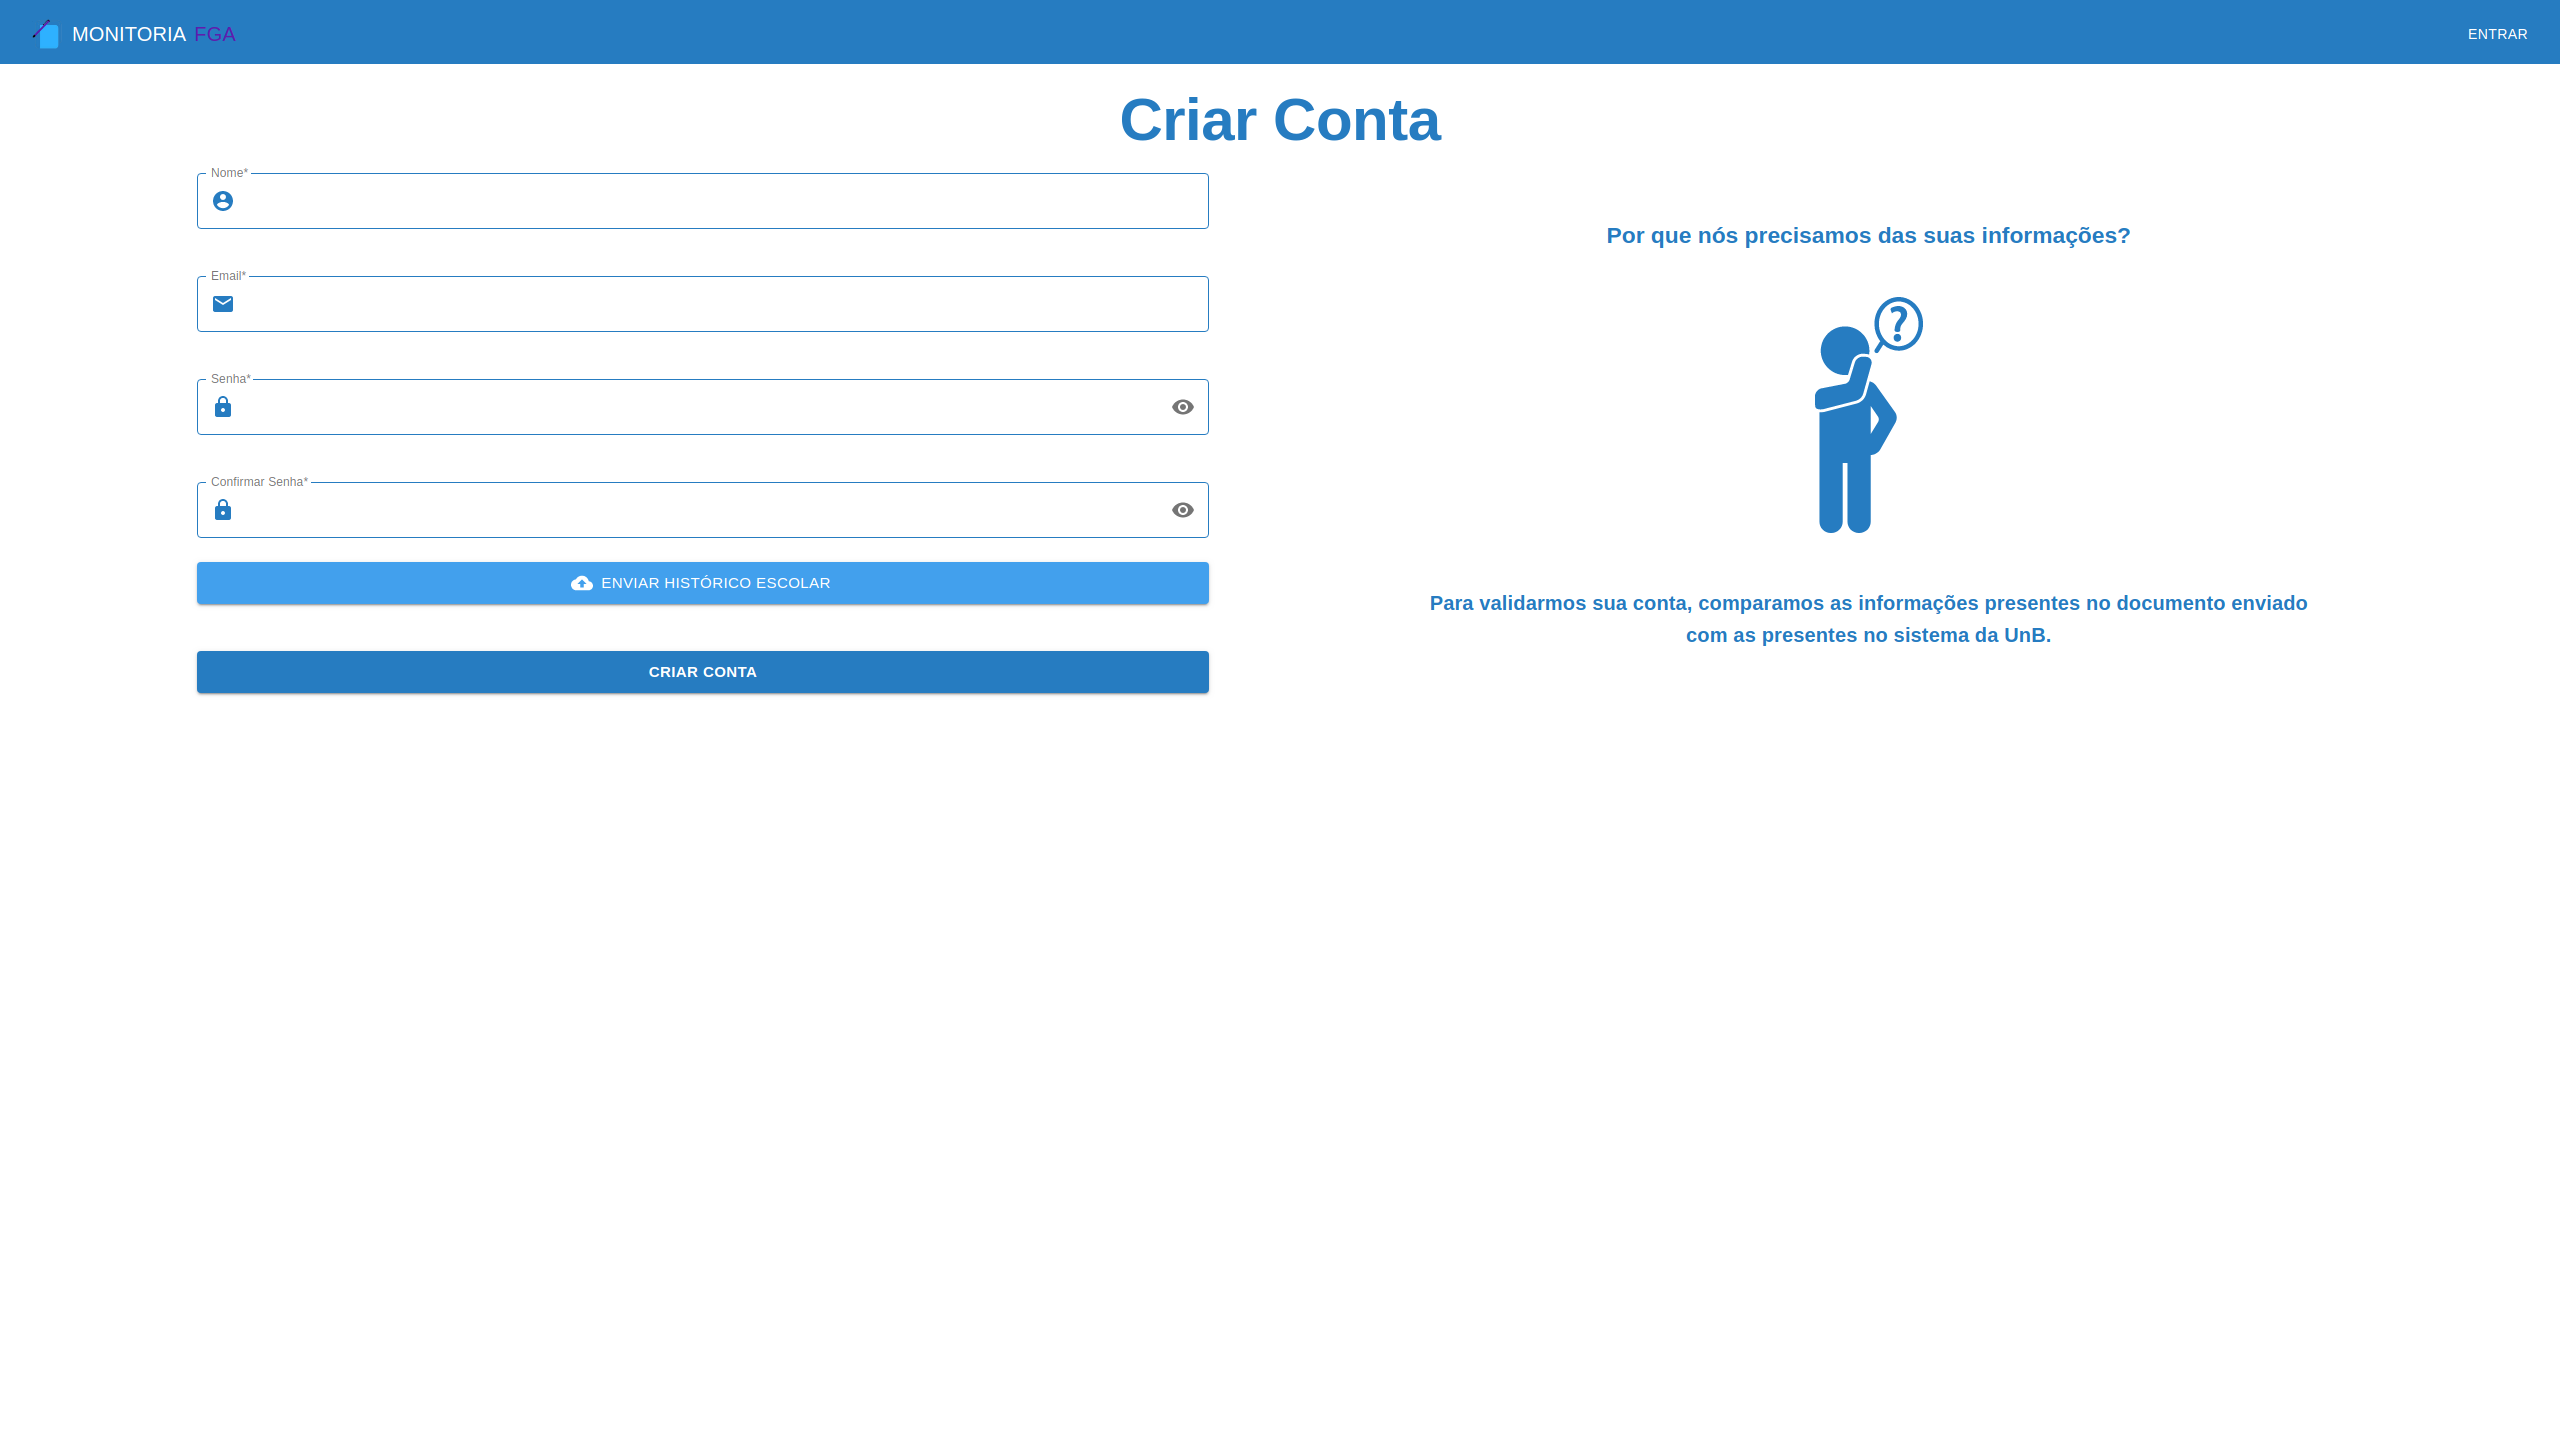 MONITORIA FGA
ENTRAR
Criar Conta
Nome*
Email*
Senha*
Confirmar Senha*
ENVIAR HISTÓRICO ESCOLAR
CRIAR CONTA
Por que nós precisamos das suas informações?
?
Para validarmos sua conta, comparamos as informações presentes no documento enviado
com as presentes no sistema da UnB.